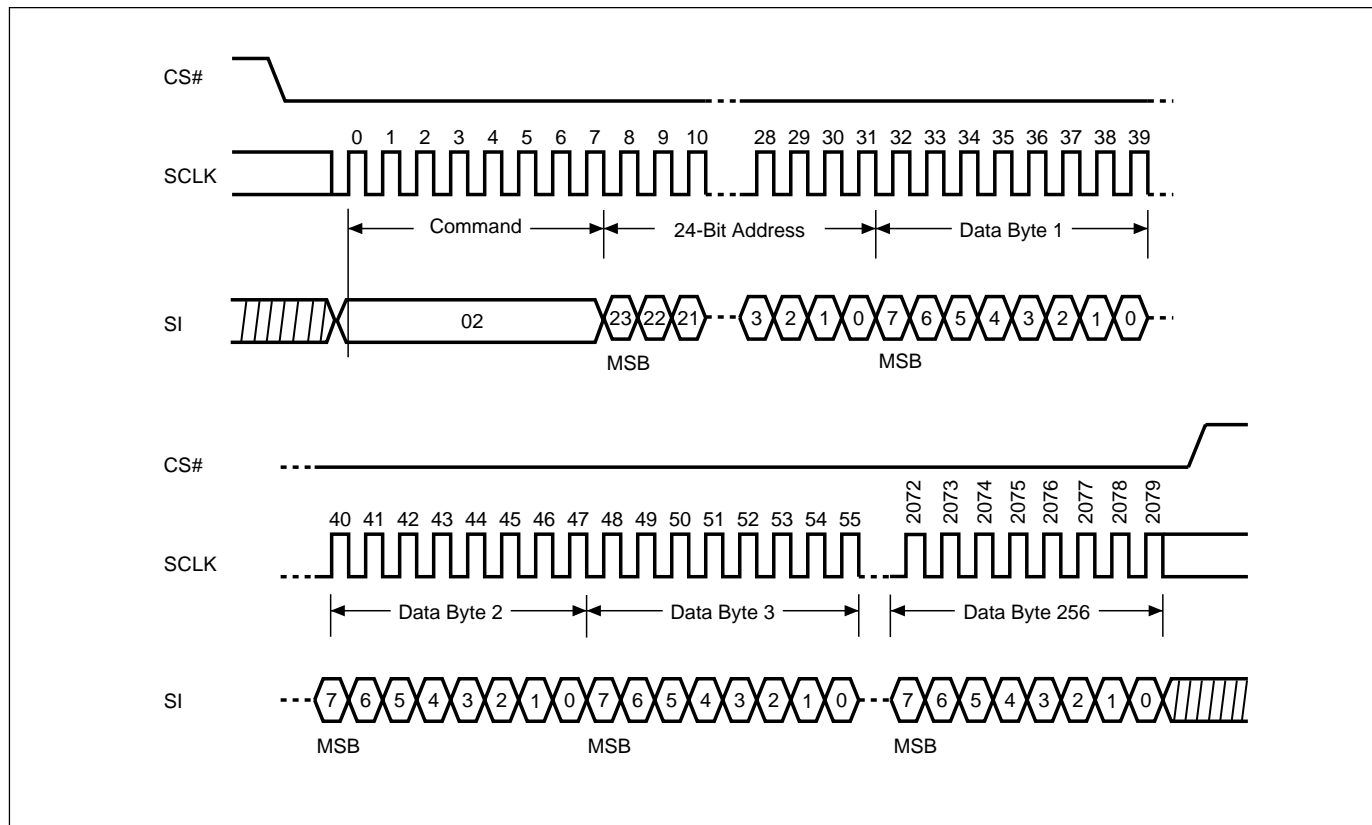 CS#
0 1 2 3 4 5 6 7 8 9 10 28 29 30 31 32 33 34 35 36 37 38 39
SCLK
Command 24-Bit Address Data Byte 1
SI 02 23 22 21 3 2 1 0 7 6 5 4 3 2 1 0
MSB MSB
CS#
2072 2073 2074 2075 2076 2077 2078 2079
40 41 42 43 44 45 46 47 48 49 50 51 52 53 54 55
SCLK
Data Byte 2 Data Byte 3 Data Byte 256
SI 7 6 5 4 3 2 1 0 7 6 5 4 3 2 1 0 7 6 5 4 3 2 1 0
MSB MSB MSB